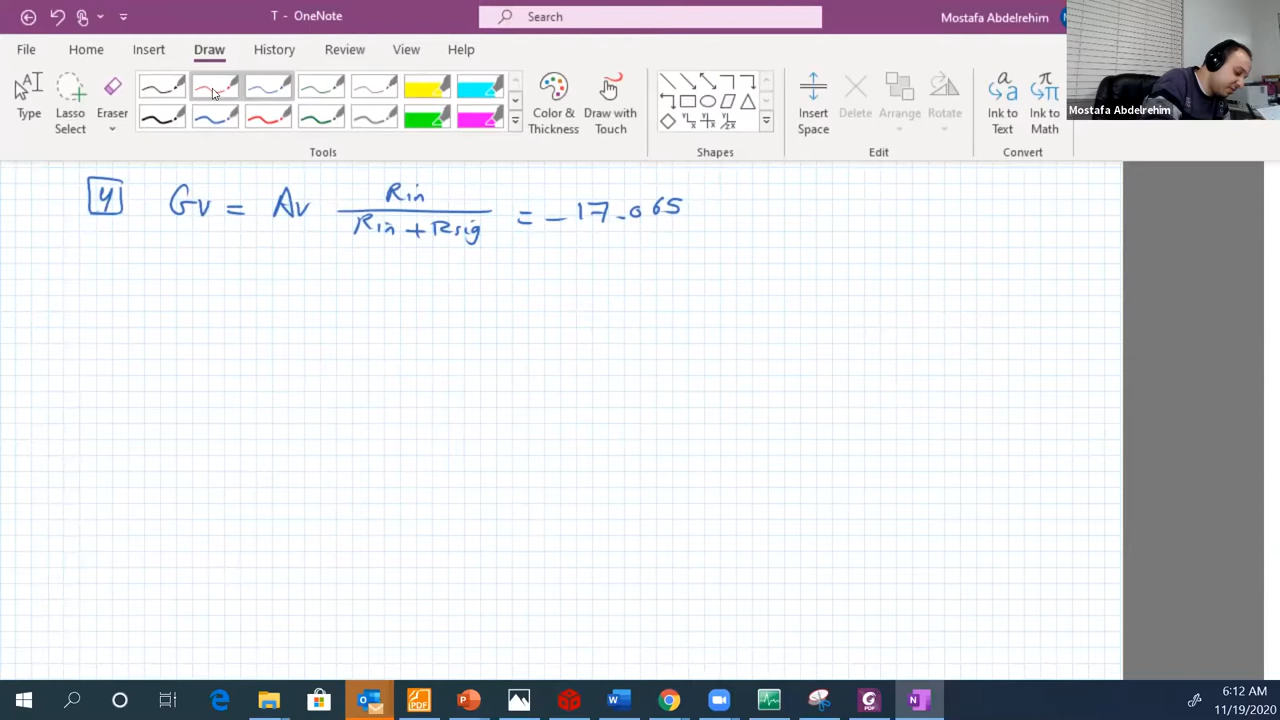 T - OneNote
Search
Mostafa Abdelrehim
File Home Insert Draw History Review View Help
Type
Lasso Select
Eraser
Color & Thickness
Draw with Touch
Insert Space
Delete
Arrange
Rotate
Ink to Text
Ink to Math
Tools
Shapes
Edit
Convert
Mostafa Abdelrehim
4 Gv = Av Rin / Rin + Rsig = -17.065
6:12 AM
11/19/2020